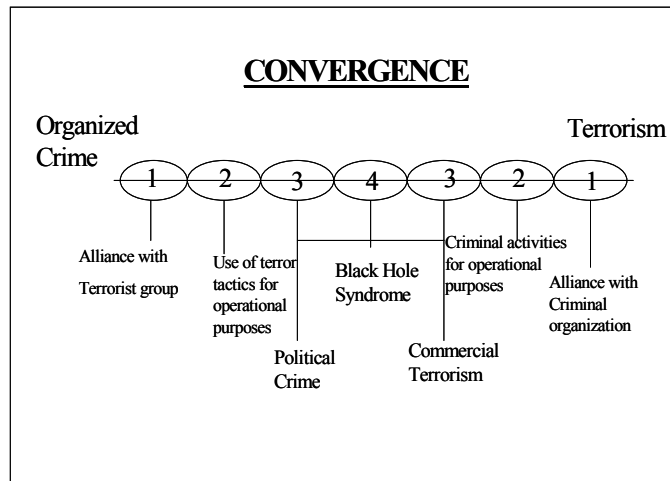 CONVERGENCE
Organized
Crime
Terrorism
1 2 3 4 3 2 1
Alliance with
Terrorist group
Use of terror
tactics for
operational
purposes
Political
Crime
Black Hole
Syndrome
Commercial
Terrorism
Criminal activities
for operational
purposes
Alliance with
Criminal
organization